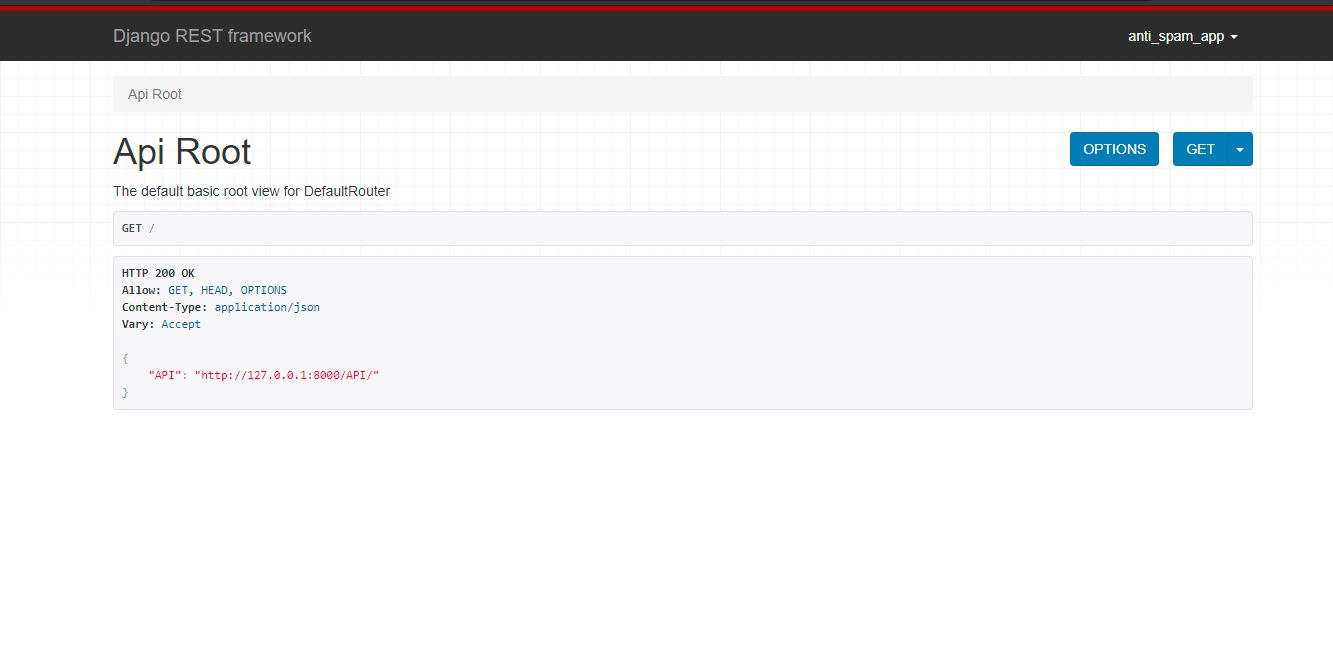 Django REST framework
anti_spam_app
Api Root
Api Root
OPTIONS
GET
The default basic root view for DefaultRouter
GET /
HTTP 200 OK
Allow: GET, HEAD, OPTIONS
Content-Type: application/json
Vary: Accept
{
    "API": "http://127.0.0.1:8000/API/"
}